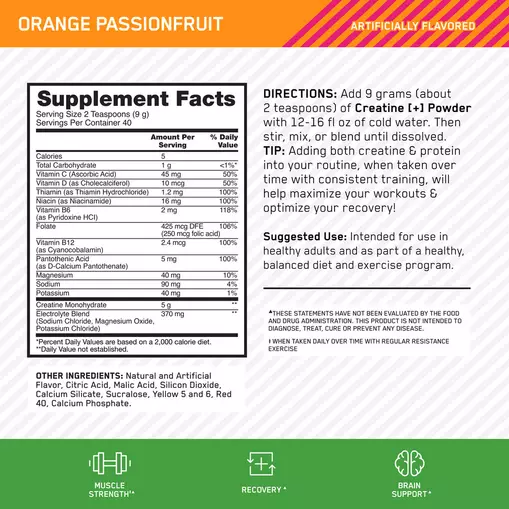 ORANGE PASSIONFRUIT
ARTIFICIALLY FLAVORED
Supplement Facts
Serving Size 2 Teaspoons (9 g)
Servings Per Container 40
Amount Per Serving % Daily Value
Calories 5
Total Carbohydrate 1 g <1%*
Vitamin C (Ascorbic Acid) 45 mg 50%
Vitamin D (as Cholecalciferol) 10 mcg 50%
Thiamin (as Thiamin Hydrochloride) 1.2 mg 100%
Niacin (as Niacinamide) 16 mg 100%
Vitamin B6 2 mg 118%
(as Pyridoxine HCl)
Folate 425 mcg DFE 106%
(250 mcg folic acid)
Vitamin B12 2.4 mcg 100%
(as Cyanocobalamin)
Pantothenic Acid 5 mg 100%
(as D-Calcium Pantothenate)
Magnesium 40 mg 10%
Sodium 90 mg 4%
Potassium 40 mg 1%
Creatine Monohydrate 5 g **
Electrolyte Blend 370 mg **
(Sodium Chloride, Magnesium Oxide,
Potassium Chloride)
*Percent Daily Values are based on a 2,000 calorie diet.
**Daily Value not established.
OTHER INGREDIENTS: Natural and Artificial
Flavor, Citric Acid, Malic Acid, Silicon Dioxide,
Calcium Silicate, Sucralose, Yellow 5 and 6, Red
40, Calcium Phosphate.
DIRECTIONS: Add 9 grams (about
2 teaspoons) of Creatine [+] Powder
with 12-16 fl oz of cold water. Then
stir, mix, or blend until dissolved.
TIP: Adding both creatine & protein
into your routine, when taken over
time with consistent training, will
help maximize your workouts &
optimize your recovery!
Suggested Use: Intended for use in
healthy adults and as part of a healthy,
balanced diet and exercise program.
▲THESE STATEMENTS HAVE NOT BEEN EVALUATED BY THE FOOD
AND DRUG ADMINISTRATION. THIS PRODUCT IS NOT INTENDED TO
DIAGNOSE, TREAT, CURE OR PREVENT ANY DISEASE.
ǂ WHEN TAKEN DAILY OVER TIME WITH REGULAR RESISTANCE
EXERCISE
MUSCLE
STRENGTHǂ▲
RECOVERY ▲
BRAIN
SUPPORT▲